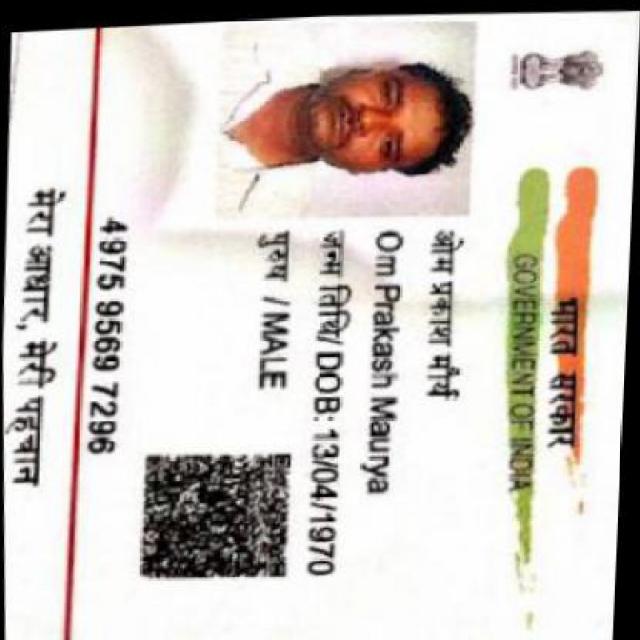 भारत सरकार
GOVERNMENT OF INDIA
ओम प्रकाश मौर्य
Om Prakash Maurya
जन्म तिथि/ DOB: 13/04/1970
पुरुष / MALE
4975 9569 7296
मेरा आधार, मेरी पहचान